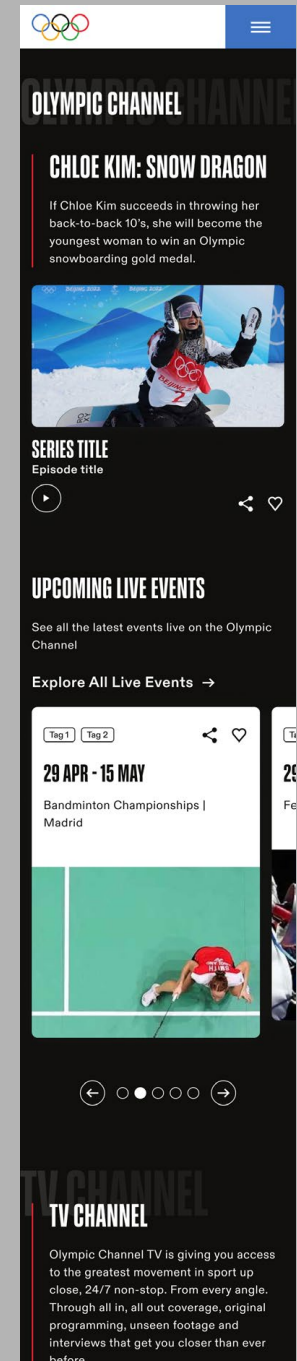 OLYMPIC CHANNEL
CHLOE KIM: SNOW DRAGON
If Chloe Kim succeeds in throwing her
back-to-back 10's, she will become the
youngest woman to win an Olympic
snowboarding gold medal.
SERIES TITLE
Episode title
UPCOMING LIVE EVENTS
See all the latest events live on the Olympic
Channel
Explore All Live Events →
Tag 1 Tag 2
29 APR - 15 MAY
Bandminton Championships |
Madrid
29
Fe
TV CHANNEL
TV CHANNEL
Olympic Channel TV is giving you access
to the greatest movement in sport up
close, 24/7 non-stop. From every angle.
Through all in, all out coverage, original
programming, unseen footage and
interviews that get you closer than ever
before